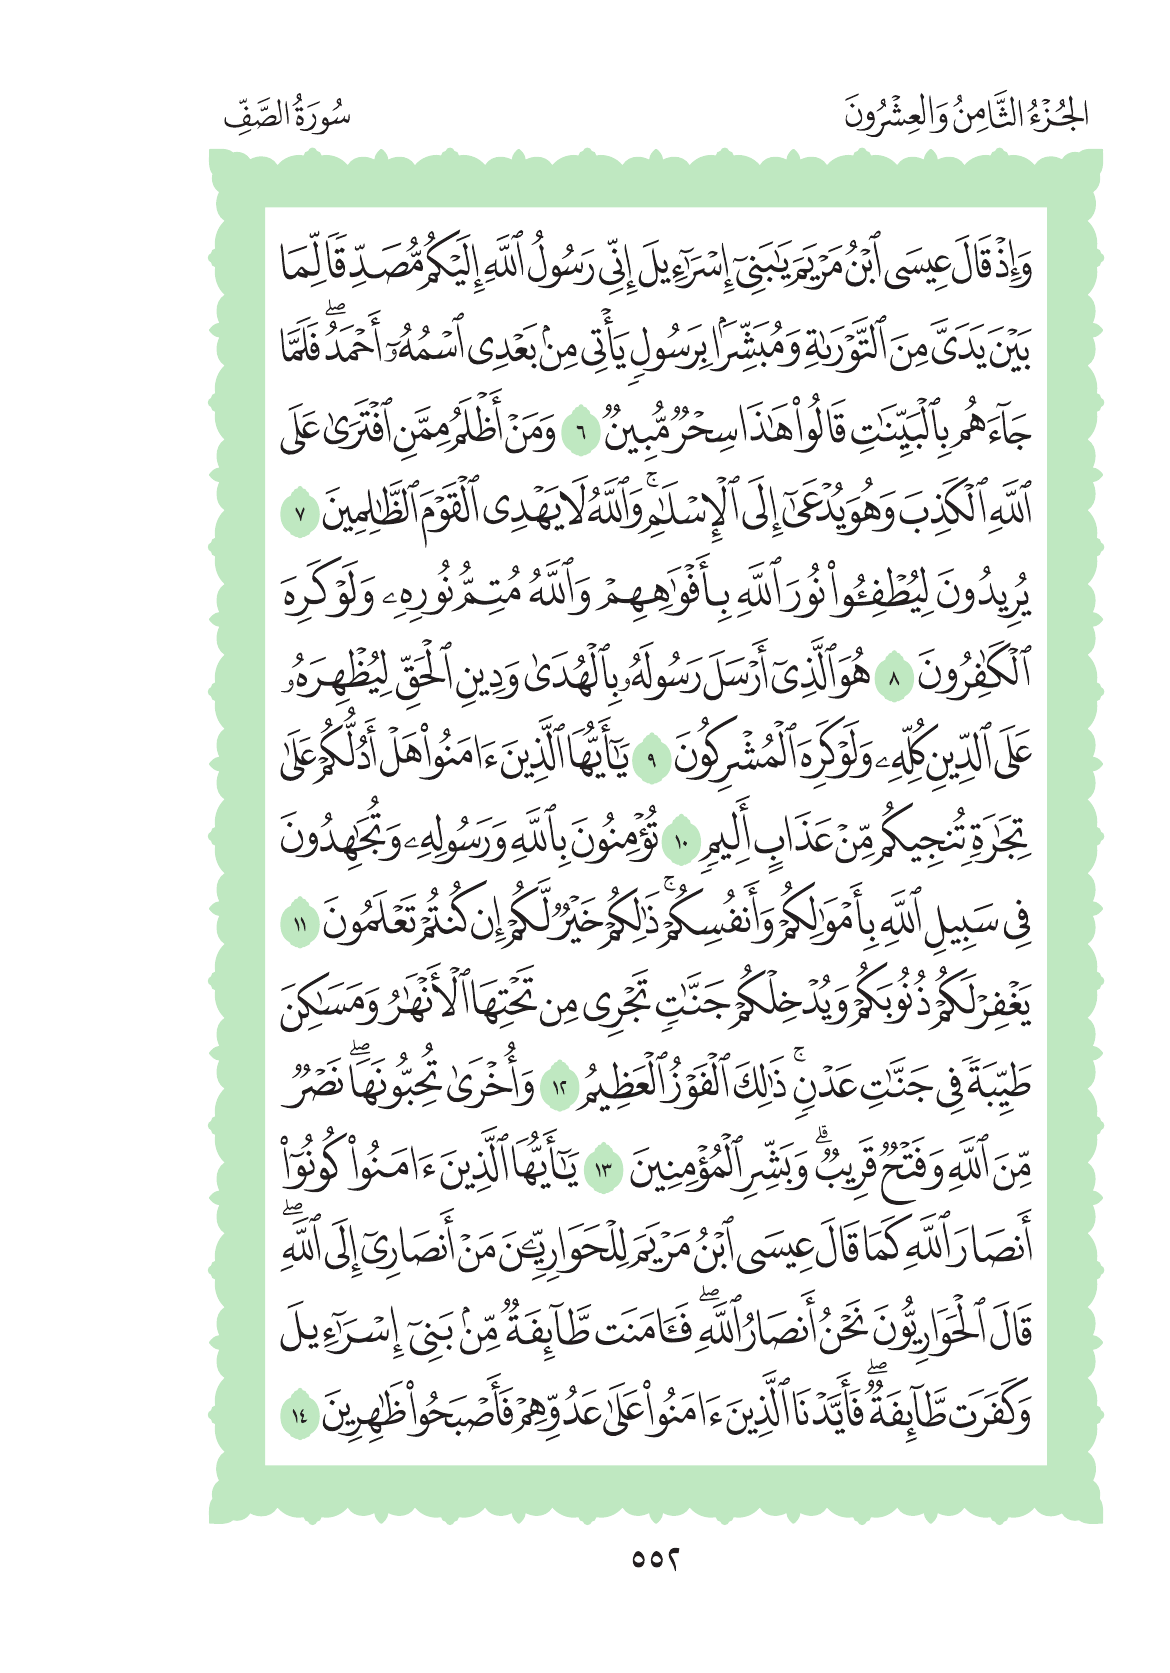 الجُزْءُ الثَّامِنُ وَالعِشْرُونَ
سُورَةُ الصَّفِّ
وَإِذْ قَالَ عِيسَى ٱبْنُ مَرْيَمَ يَٰبَنِىٓ إِسْرَٰٓءِيلَ إِنِّى رَسُولُ ٱللَّهِ إِلَيْكُم مُّصَدِّقًا لِّمَا
بَيْنَ يَدَىَّ مِنَ ٱلتَّوْرَىٰةِ وَمُبَشِّرًۢا بِرَسُولٍ يَأْتِى مِنۢ بَعْدِى ٱسْمُهُۥٓ أَحْمَدُۖ فَلَمَّا
جَآءَهُم بِٱلْبَيِّنَٰتِ قَالُوا۟ هَٰذَا سِحْرٌ مُّبِينٌ ٦ وَمَنْ أَظْلَمُ مِمَّنِ ٱفْتَرَىٰ عَلَى
ٱللَّهِ ٱلْكَذِبَ وَهُوَ يُدْعَىٰٓ إِلَى ٱلْإِسْلَٰمِۚ وَٱللَّهُ لَا يَهْدِى ٱلْقَوْمَ ٱلظَّٰلِمِينَ ٧
يُرِيدُونَ لِيُطْفِـُٔوا۟ نُورَ ٱللَّهِ بِأَفْوَٰهِهِمْ وَٱللَّهُ مُتِمُّ نُورِهِۦ وَلَوْ كَرِهَ
ٱلْكَٰفِرُونَ ٨ هُوَ ٱلَّذِىٓ أَرْسَلَ رَسُولَهُۥ بِٱلْهُدَىٰ وَدِينِ ٱلْحَقِّ لِيُظْهِرَهُۥ
عَلَى ٱلدِّينِ كُلِّهِۦ وَلَوْ كَرِهَ ٱلْمُشْرِكُونَ ٩ يَٰٓأَيُّهَا ٱلَّذِينَ ءَامَنُوا۟ هَلْ أَدُلُّكُمْ عَلَىٰ
تِجَٰرَةٍ تُنجِيكُم مِّنْ عَذَابٍ أَلِيمٍ ١٠ تُؤْمِنُونَ بِٱللَّهِ وَرَسُولِهِۦ وَتُجَٰهِدُونَ
فِى سَبِيلِ ٱللَّهِ بِأَمْوَٰلِكُمْ وَأَنفُسِكُمْۚ ذَٰلِكُمْ خَيْرٌ لَّكُمْ إِن كُنتُمْ تَعْلَمُونَ ١١
يَغْفِرْ لَكُمْ ذُنُوبَكُمْ وَيُدْخِلْكُمْ جَنَّٰتٍ تَجْرِى مِن تَحْتِهَا ٱلْأَنْهَٰرُ وَمَسَٰكِنَ
طَيِّبَةً فِى جَنَّٰتِ عَدْنٍۚ ذَٰلِكَ ٱلْفَوْزُ ٱلْعَظِيمُ ١٢ وَأُخْرَىٰ تُحِبُّونَهَاۖ نَصْرٌ
مِّنَ ٱللَّهِ وَفَتْحٌ قَرِيبٌۗ وَبَشِّرِ ٱلْمُؤْمِنِينَ ١٣ يَٰٓأَيُّهَا ٱلَّذِينَ ءَامَنُوا۟ كُونُوٓا۟
أَنصَارَ ٱللَّهِ كَمَا قَالَ عِيسَى ٱبْنُ مَرْيَمَ لِلْحَوَارِيِّـۧنَ مَنْ أَنصَارِىٓ إِلَى ٱللَّهِۖ
قَالَ ٱلْحَوَارِيُّونَ نَحْنُ أَنصَارُ ٱللَّهِۖ فَـَٔامَنَت طَّآئِفَةٌ مِّنۢ بَنِىٓ إِسْرَٰٓءِيلَ
وَكَفَرَت طَّآئِفَةٌۖ فَأَيَّدْنَا ٱلَّذِينَ ءَامَنُوا۟ عَلَىٰ عَدُوِّهِمْ فَأَصْبَحُوا۟ ظَٰهِرِينَ ١٤
٥٥٢